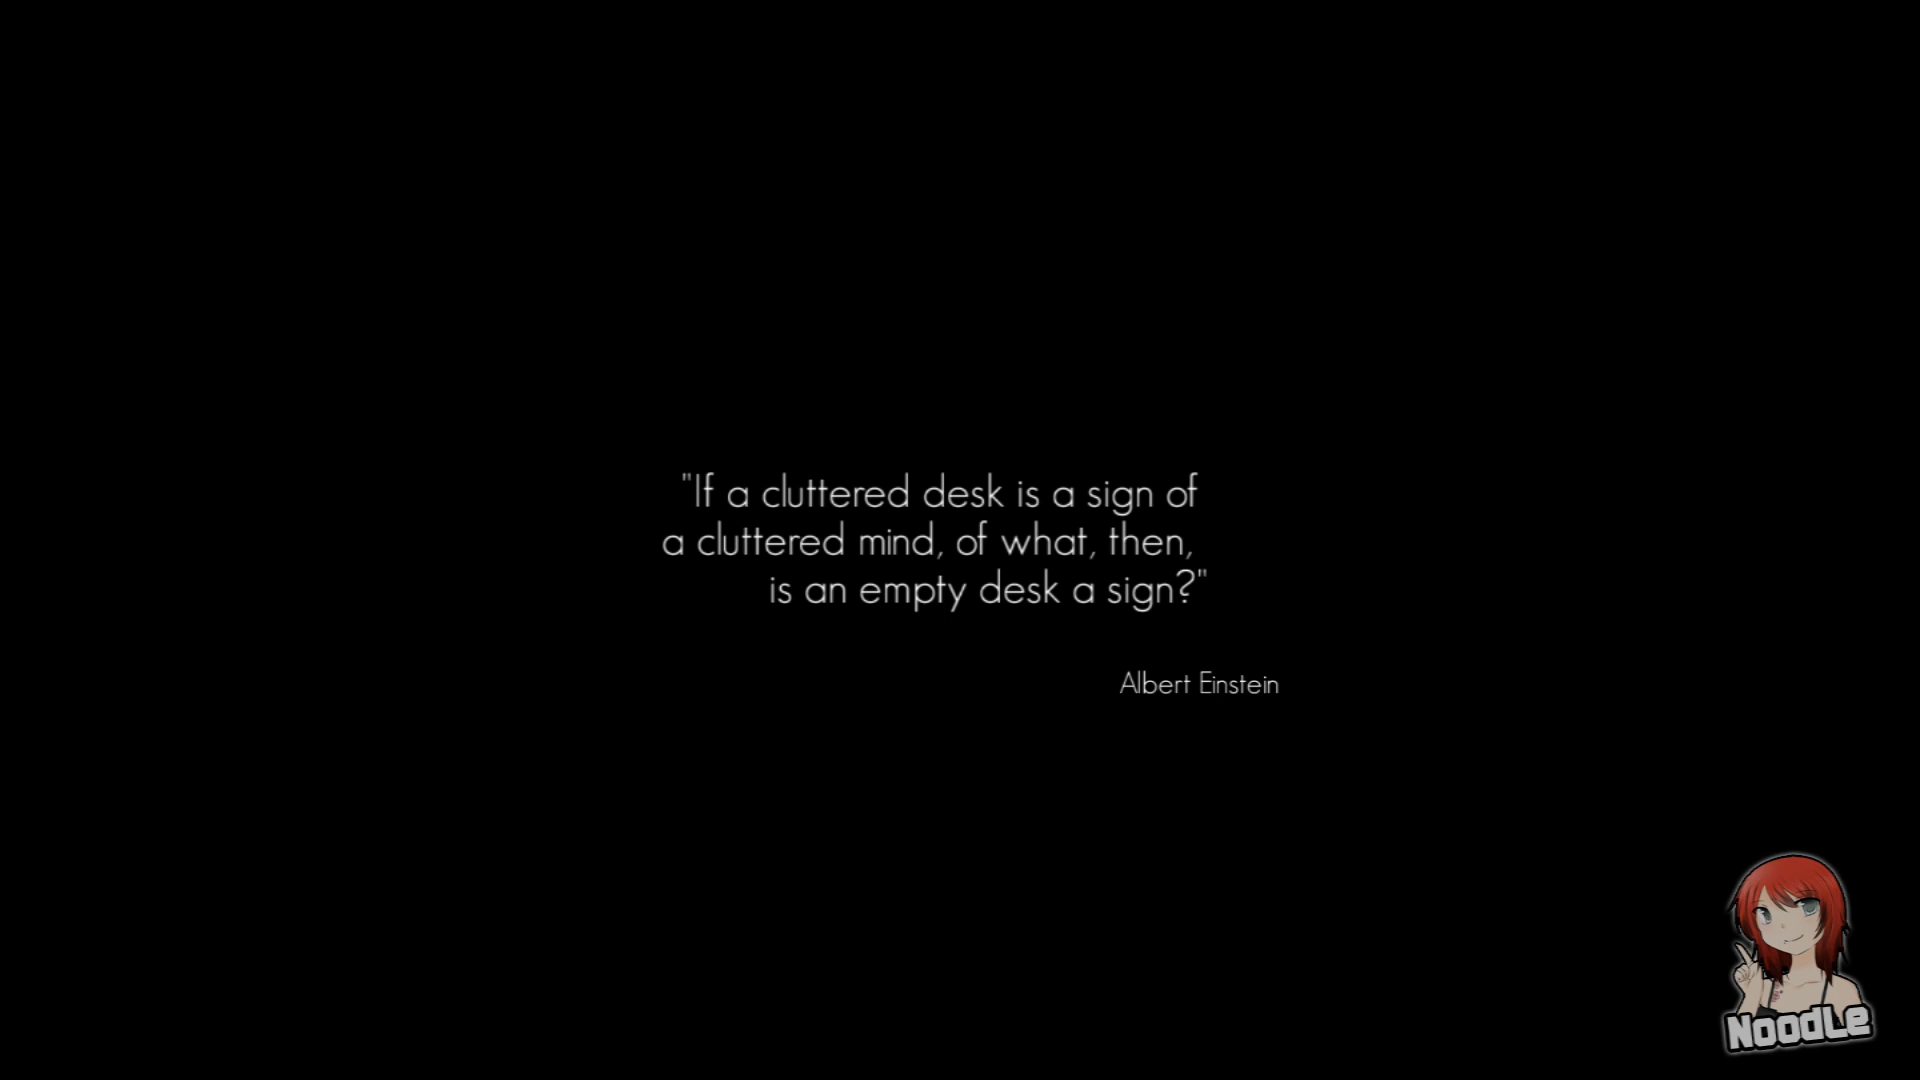 "If a cluttered desk is a sign of
a cluttered mind, of what, then,
is an empty desk a sign?"
Albert Einstein
NoodLe